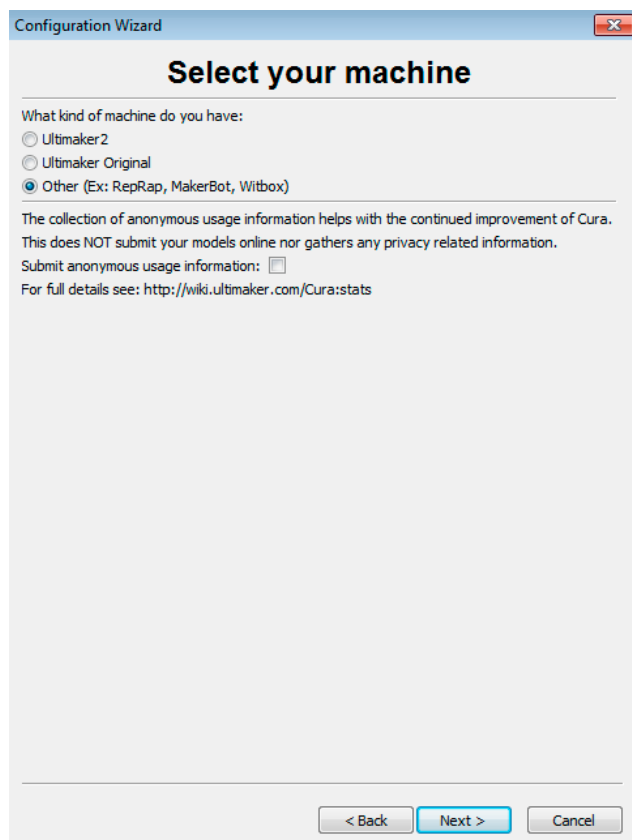 Configuration Wizard
Select your machine
What kind of machine do you have:
Ultimaker2
Ultimaker Original
Other (Ex: RepRap, MakerBot, Witbox)
The collection of anonymous usage information helps with the continued improvement of Cura.
This does NOT submit your models online nor gathers any privacy related information.
Submit anonymous usage information:
For full details see: http://wiki.ultimaker.com/Cura:stats
< Back Next > Cancel